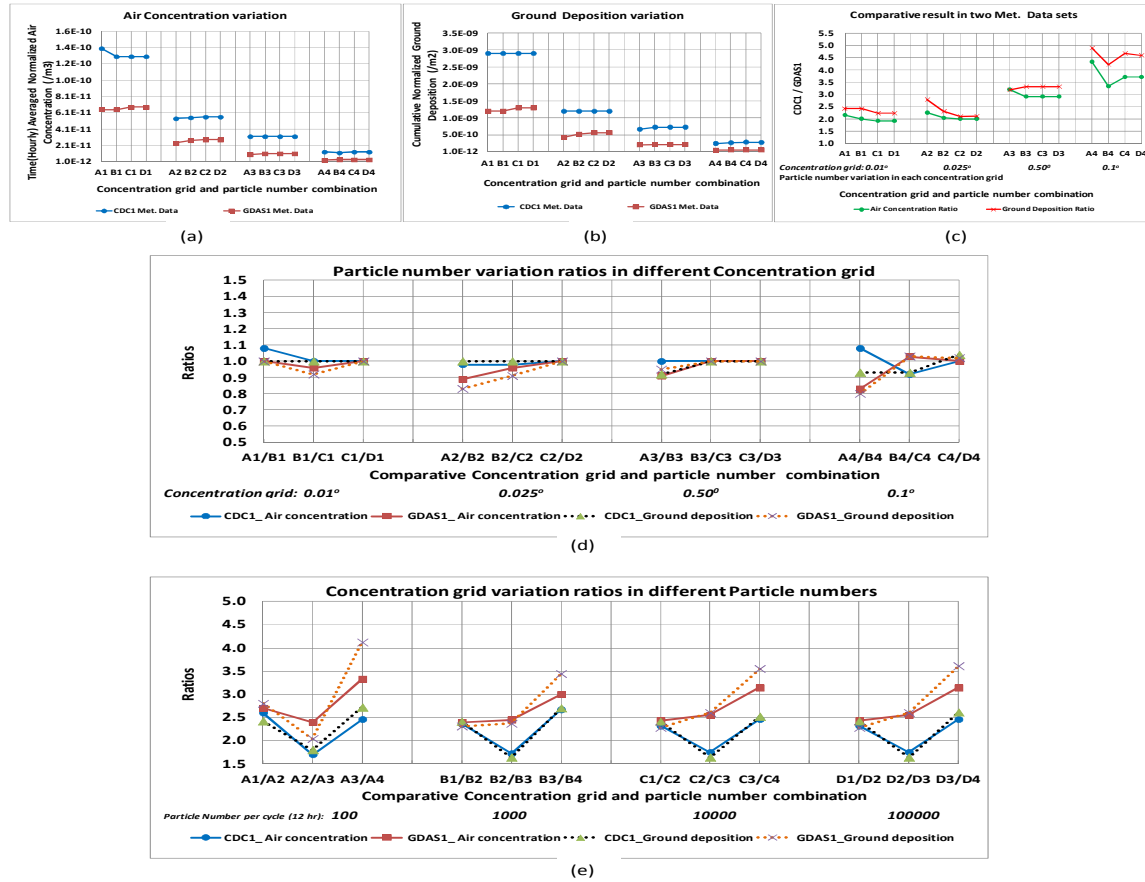 Air Concentration variation
Time(Hourly) Averaged Normalized Air Concentration (/m3)
1.6E-10
1.4E-10
1.2E-10
1.0E-10
8.1E-11
6.1E-11
4.1E-11
2.1E-11
1.0E-12
A1 B1 C1 D1 A2 B2 C2 D2 A3 B3 C3 D3 A4 B4 C4 D4
Concentration grid and particle number combination
CDC1 Met. Data GDAS1 Met. Data
(a)
Ground Deposition variation
Cumulative Normalized Ground Deposition (/m2)
3.5E-09
3.0E-09
2.5E-09
2.0E-09
1.5E-09
1.0E-09
5.0E-10
1.0E-12
A1 B1 C1 D1 A2 B2 C2 D2 A3 B3 C3 D3 A4 B4 C4 D4
Concentration grid and particle number combination
CDC1 Met. Data GDAS1 Met. Data
(b)
Comparative result in two Met. Data sets
CDC1 / GDAS1
5.5
5.0
4.5
4.0
3.5
3.0
2.5
2.0
1.5
1.0
A1 B1 C1 D1 A2 B2 C2 D2 A3 B3 C3 D3 A4 B4 C4 D4
Concentration grid: 0.01° 0.025° 0.50° 0.1°
Particle number variation in each concentration grid
Concentration grid and particle number combination
Air Concentration Ratio Ground Deposition Ratio
(c)
Particle number variation ratios in different Concentration grid
Ratios
1.5
1.4
1.3
1.2
1.1
1.0
0.9
0.8
0.7
0.6
0.5
A1/B1 B1/C1 C1/D1 A2/B2 B2/C2 C2/D2 A3/B3 B3/C3 C3/D3 A4/B4 B4/C4 C4/D4
Comparative Concentration grid and particle number combination
Concentration grid: 0.01° 0.025° 0.50° 0.1°
CDC1_ Air concentration GDAS1_ Air concentration CDC1_Ground deposition GDAS1_Ground deposition
(d)
Concentration grid variation ratios in different Particle numbers
Ratios
5.0
4.5
4.0
3.5
3.0
2.5
2.0
1.5
A1/A2 A2/A3 A3/A4 B1/B2 B2/B3 B3/B4 C1/C2 C2/C3 C3/C4 D1/D2 D2/D3 D3/D4
Comparative Concentration grid and particle number combination
Particle Number per cycle (12 hr): 100 1000 10000 100000
CDC1_ Air concentration GDAS1_ Air concentration CDC1_Ground deposition GDAS1_Ground deposition
(e)